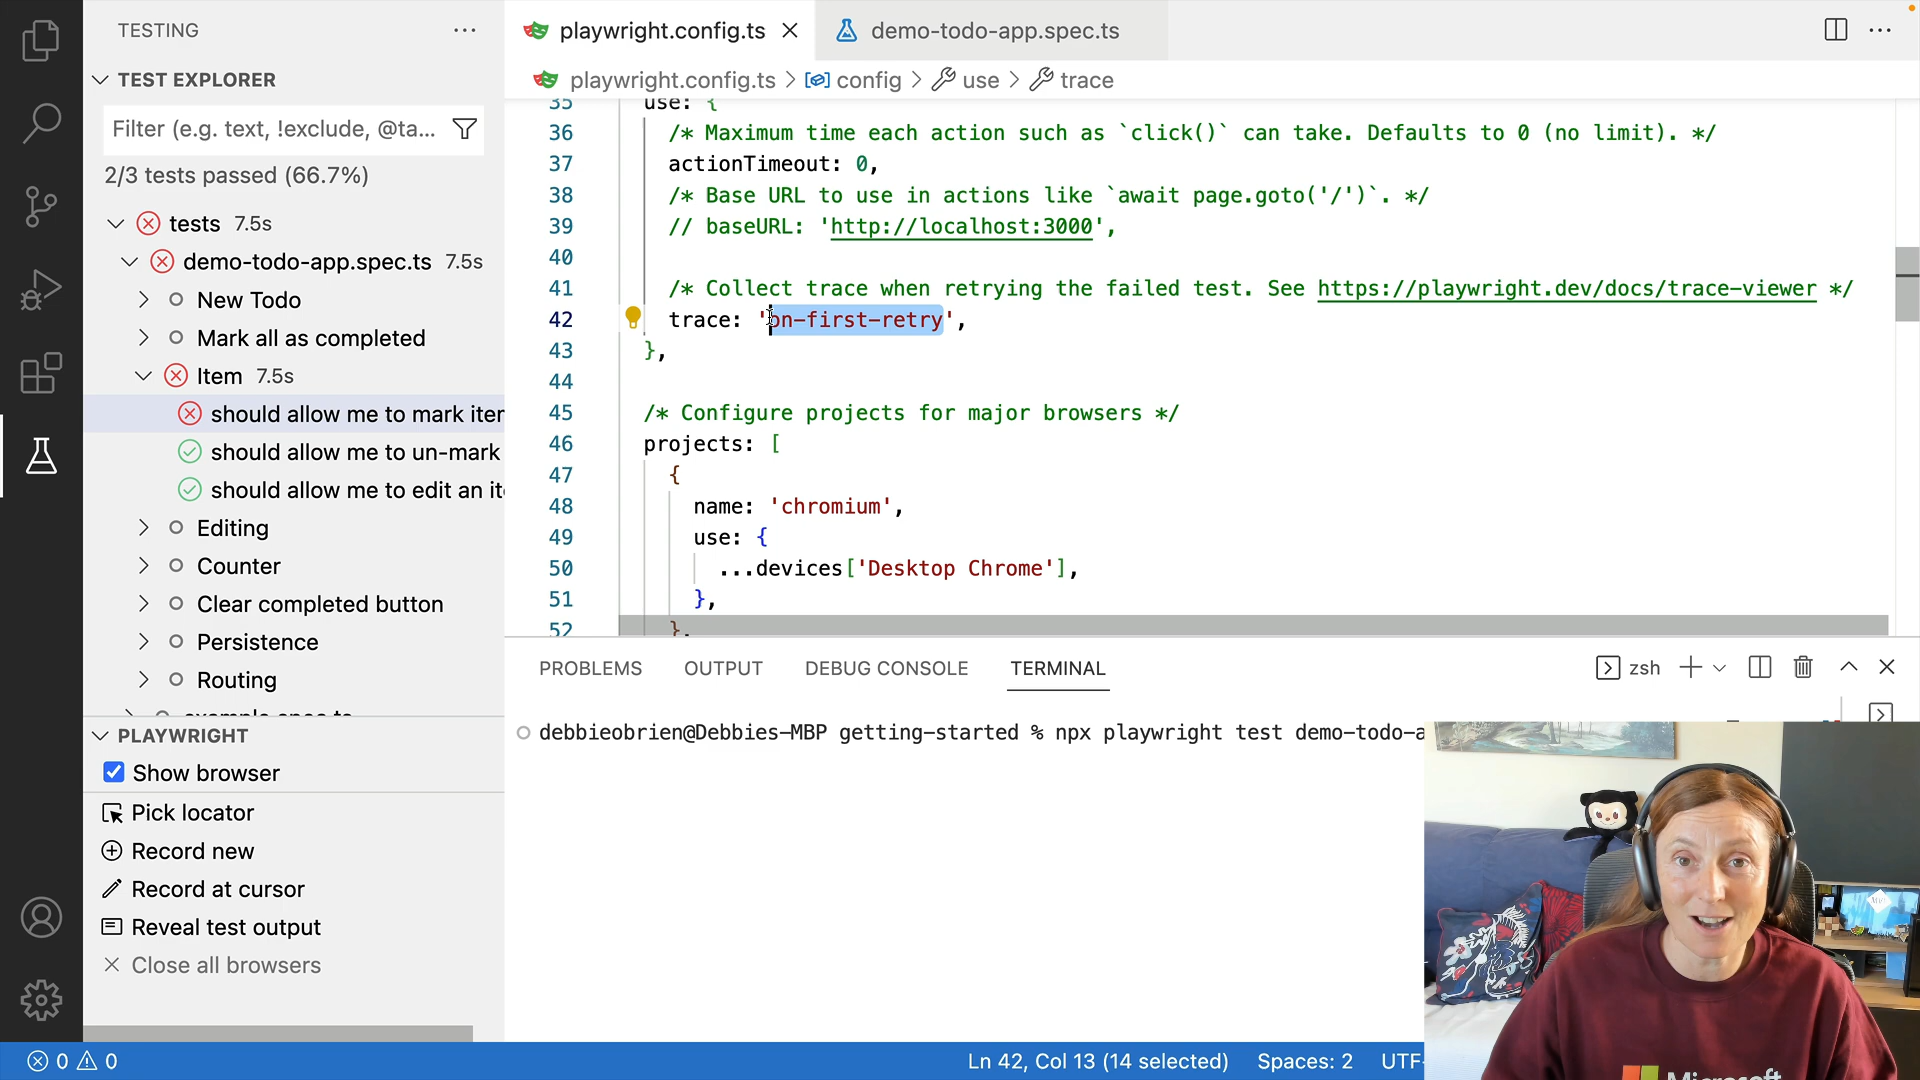 TESTING
TEST EXPLORER
Filter (e.g. text, !exclude, @ta...
2/3 tests passed (66.7%)
tests 7.5s
demo-todo-app.spec.ts 7.5s
New Todo
Mark all as completed
Item 7.5s
should allow me to mark iter
should allow me to un-mark
should allow me to edit an it
Editing
Counter
Clear completed button
Persistence
Routing
example.spec.ts
PLAYWRIGHT
Show browser
Pick locator
Record new
Record at cursor
Reveal test output
Close all browsers
playwright.config.ts
demo-todo-app.spec.ts
playwright.config.ts > config > use > trace
35 use: {
36 /* Maximum time each action such as `click()` can take. Defaults to 0 (no limit). */
37 actionTimeout: 0,
38 /* Base URL to use in actions like `await page.goto('/')`. */
39 // baseURL: 'http://localhost:3000',
40
41 /* Collect trace when retrying the failed test. See https://playwright.dev/docs/trace-viewer */
42 trace: 'on-first-retry',
43 },
44
45 /* Configure projects for major browsers */
46 projects: [
47 {
48 name: 'chromium',
49 use: {
50 ...devices['Desktop Chrome'],
51 },
52 },
PROBLEMS OUTPUT DEBUG CONSOLE TERMINAL
zsh
debbieobrien@Debbies-MBP getting-started % npx playwright test demo-todo-a
Microsoft
0 0
Ln 42, Col 13 (14 selected) Spaces: 2 UTF-